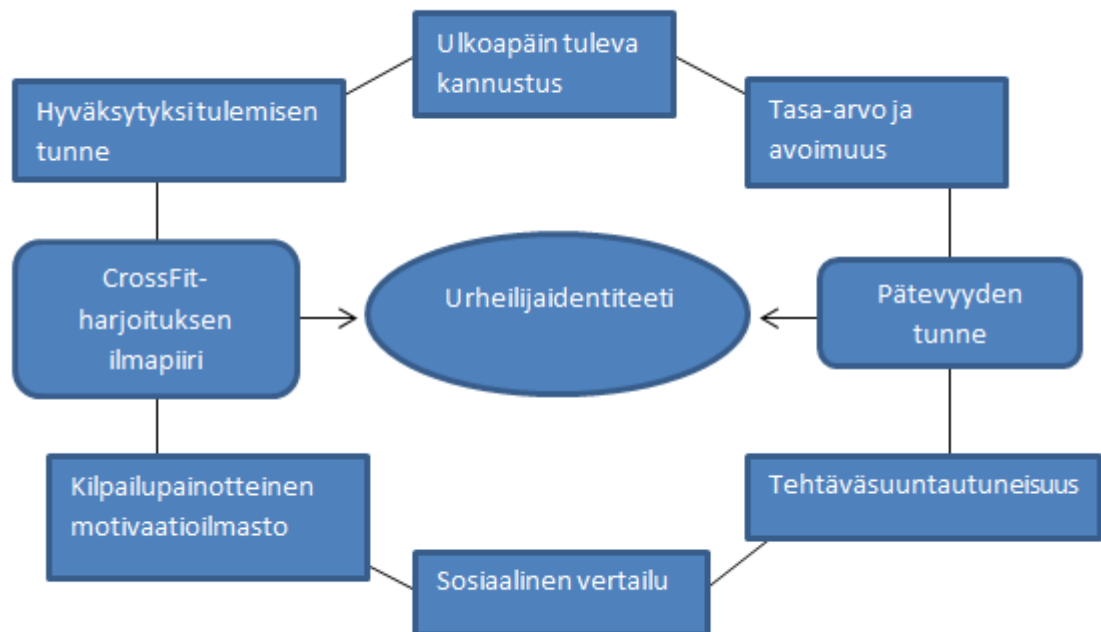 Ulkoapäin tuleva
kannustus
Hyväksytyksi tulemisen
tunne
Tasa-arvo ja
avoimuus
CrossFit-
harjoituksen
ilmapiiri
Urheilijaidentiteeti
Pätevyyden
tunne
Kilpailupainotteinen
motivaatioilmasto
Tehtäväsuuntautuneisuus
Sosiaalinen vertailu